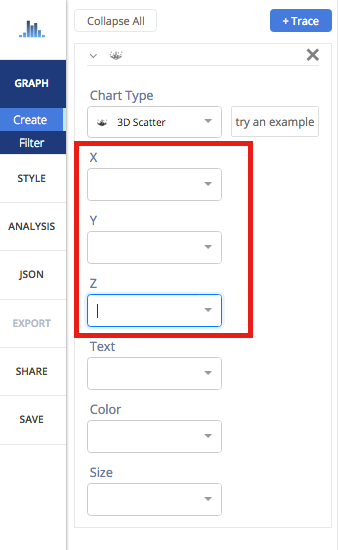 Collapse All
+ Trace
GRAPH
Create
Filter
STYLE
ANALYSIS
JSON
EXPORT
SHARE
SAVE
Chart Type
3D Scatter
try an example
X
Y
Z
Text
Color
Size